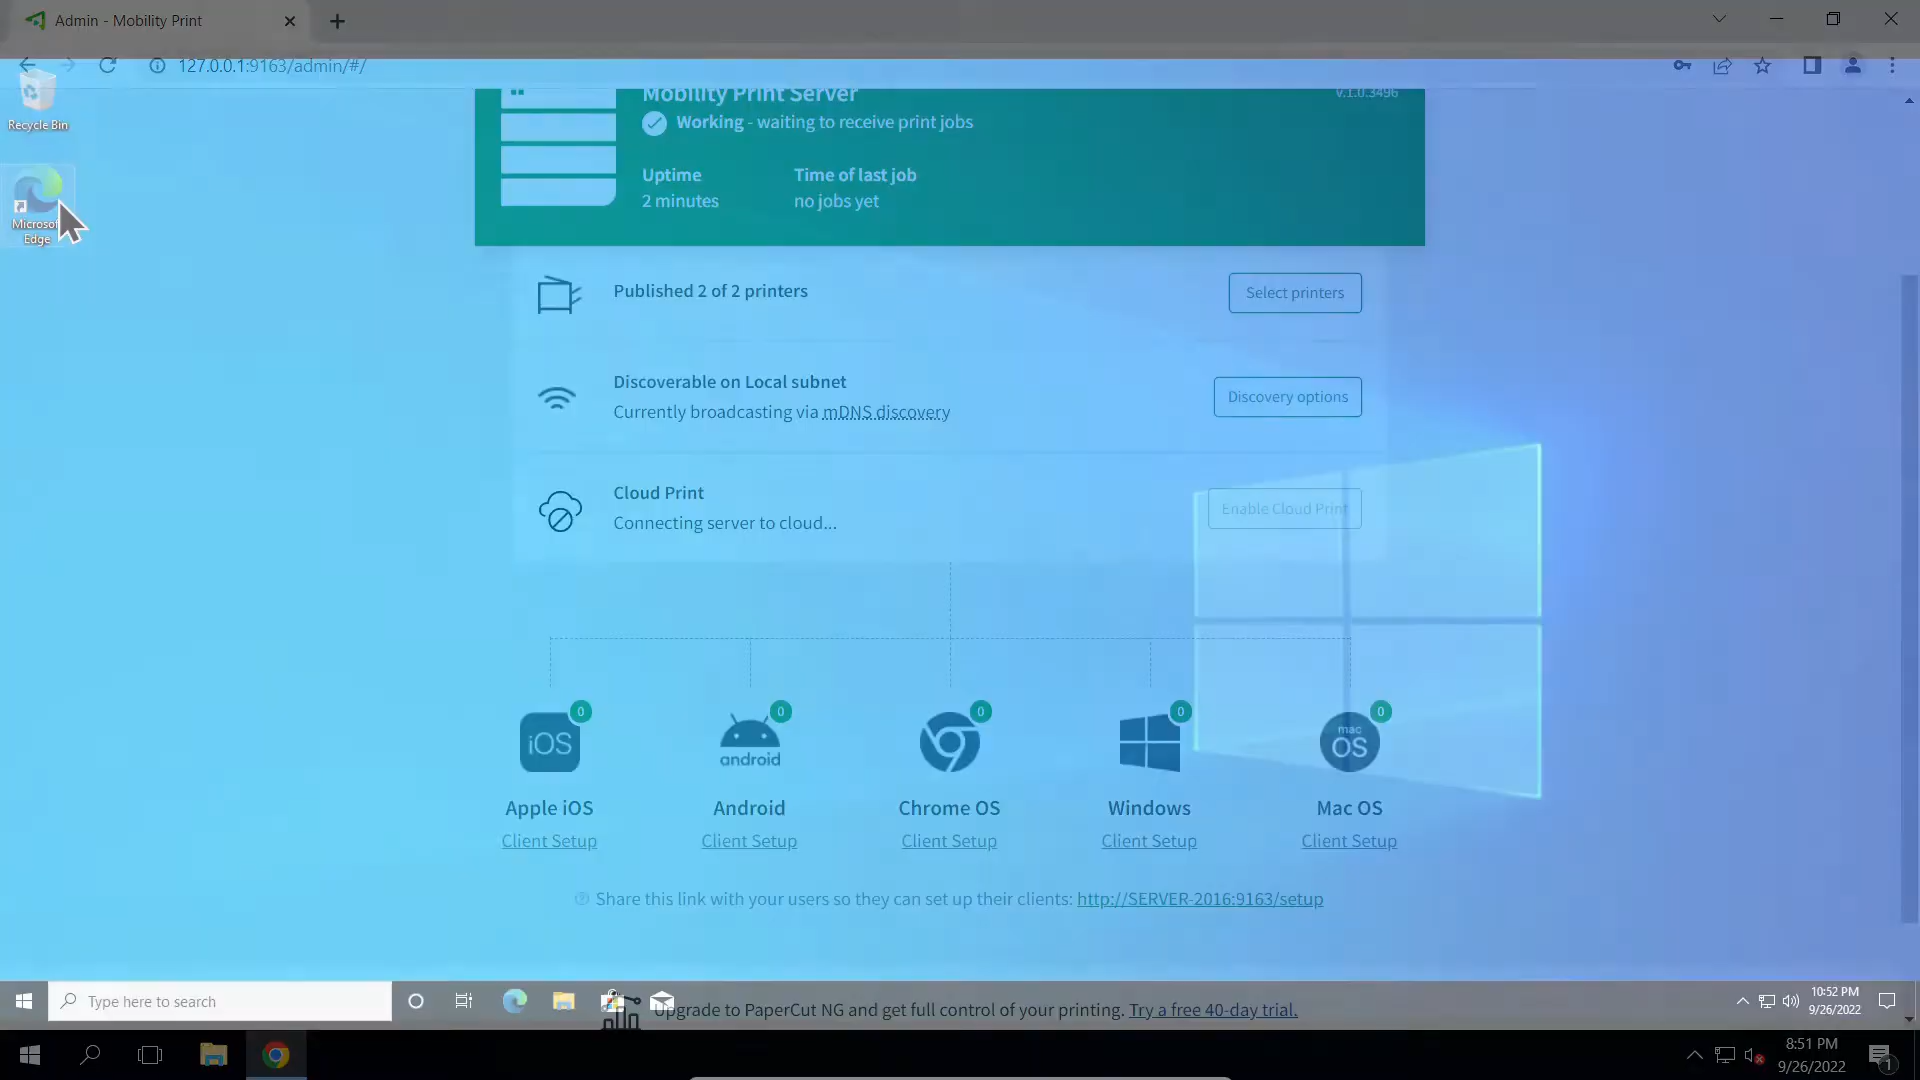 Admin - Mobility Print
127.0.0.1:9163/admin/#/
Recycle Bin
Microsoft
Edge
Mobility Print Server
v.1.0.3496
Working - waiting to receive print jobs
Uptime
Time of last job
2 minutes
no jobs yet
Published 2 of 2 printers
Select printers
Discoverable on Local subnet
Currently broadcasting via mDNS discovery
Discovery options
Cloud Print
Connecting server to cloud...
Enable Cloud Print
0
0
0
0
0
iOS
android
mac
OS
Apple iOS
Android
Chrome OS
Windows
Mac OS
Client Setup
Client Setup
Client Setup
Client Setup
Client Setup
Share this link with your users so they can set up their clients: http://SERVER-2016:9163/setup
Type here to search
Upgrade to PaperCut NG and get full control of your printing. Try a free 40-day trial.
10:52 PM
9/26/2022
8:51 PM
9/26/2022
1